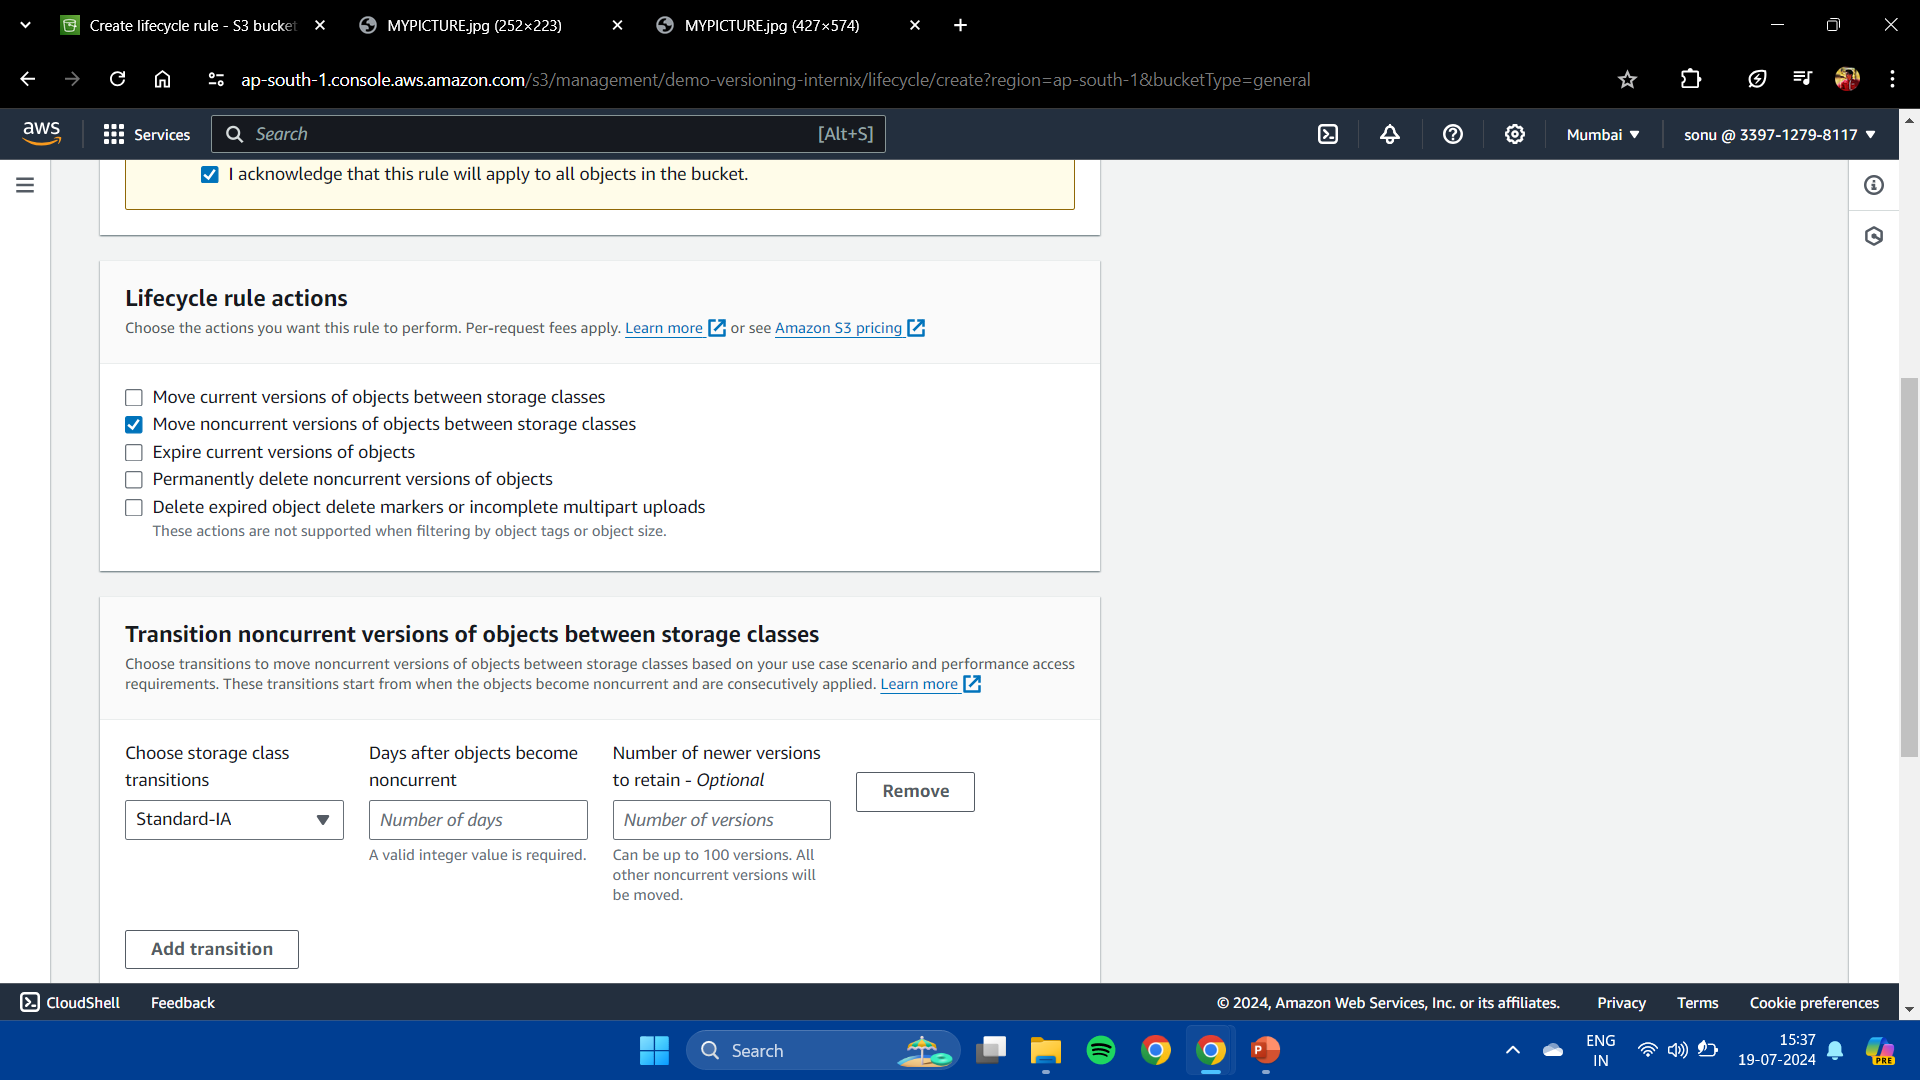 Create lifecycle rule - S3 bucket
MYPICTURE.jpg (252×223)
MYPICTURE.jpg (427×574)
ap-south-1.console.aws.amazon.com/s3/management/demo-versioning-internix/lifecycle/create?region=ap-south-1&bucketType=general
aws
Services
Search
[Alt+S]
Mumbai
sonu @ 3397-1279-8117
I acknowledge that this rule will apply to all objects in the bucket.
Lifecycle rule actions
Choose the actions you want this rule to perform. Per-request fees apply. Learn more or see Amazon S3 pricing
Move current versions of objects between storage classes
Move noncurrent versions of objects between storage classes
Expire current versions of objects
Permanently delete noncurrent versions of objects
Delete expired object delete markers or incomplete multipart uploads
These actions are not supported when filtering by object tags or object size.
Transition noncurrent versions of objects between storage classes
Choose transitions to move noncurrent versions of objects between storage classes based on your use case scenario and performance access
requirements. These transitions start from when the objects become noncurrent and are consecutively applied. Learn more
Choose storage class
transitions
Standard-IA
Days after objects become
noncurrent
Number of days
A valid integer value is required.
Number of newer versions
to retain - Optional
Number of versions
Can be up to 100 versions. All
other noncurrent versions will
be moved.
Remove
Add transition
CloudShell
Feedback
© 2024, Amazon Web Services, Inc. or its affiliates.
Privacy
Terms
Cookie preferences
Search
P
ENG
IN
15:37
19-07-2024
PRE